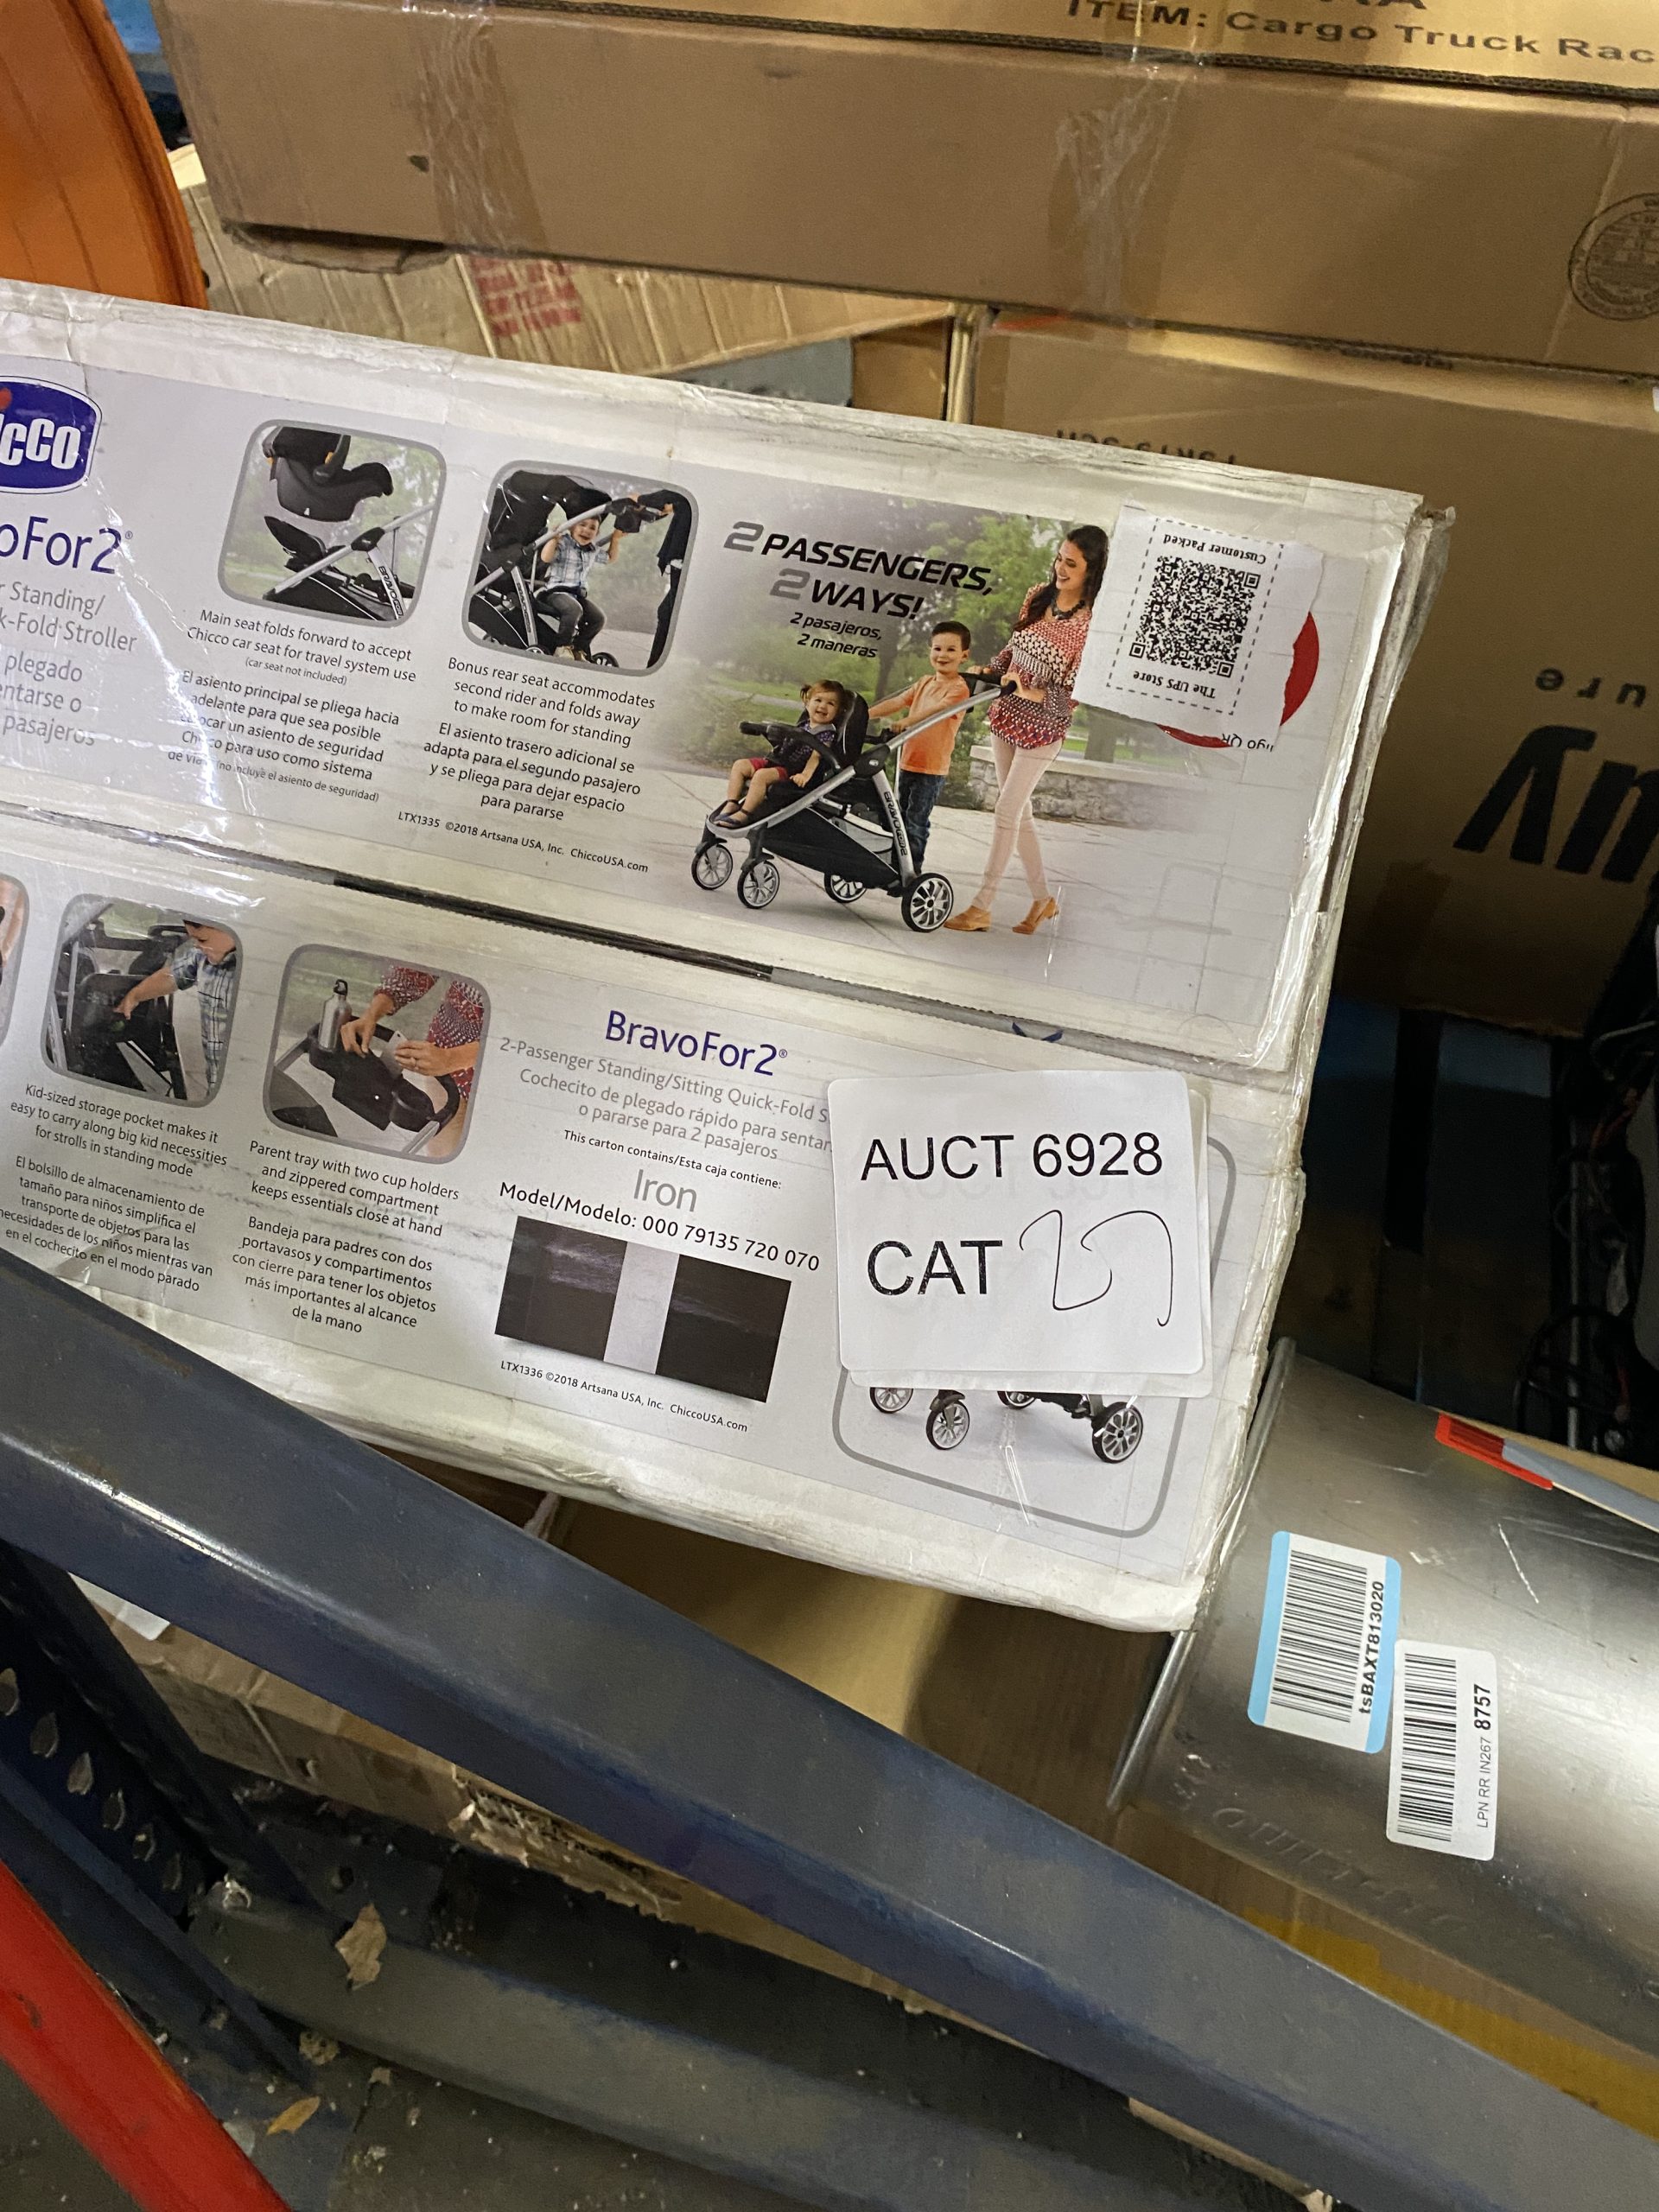 ITEM: Cargo Truck Rac
cco
oFor2®
r Standing/
k-Fold Stroller
plegado
entarse o
pasajeros
Main seat folds forward to accept
Chicco car seat for travel system use
(car seat not included)
El asiento principal se pliega hacia
adelante para que sea posible
un asiento de seguridad
para uso como sistema
(no incluye el asiento de seguridad)
Bonus rear seat accommodates
second rider and folds away
to make room for standing
El asiento trasero adicional se
adapta para el segundo pasajero
y se pliega para dejar espacio
para pararse
LTX1335 ©2018 Artsana USA, Inc. ChiccoUSA.com
2 PASSENGERS,
2 WAYS!
2 pasajeros,
2 maneras
BRAVOFOR2
The UPS Store
Customer Packed
ure
Kid-sized storage pocket makes it
easy to carry along big kid necessities
for strolls in standing mode
El bolsillo de almacenamiento de
tamaño para niños simplifica el
transporte de objetos para las
necesidades de los niños mientras van
en el cochecito en el modo parado
Parent tray with two cup holders
and zippered compartment
keeps essentials close at hand
Bandeja para padres con dos
portavasos y compartimentos
con cierre para tener los objetos
más importantes al alcance
de la mano
BravoFor2®
2-Passenger Standing/Sitting Quick-Fold S
Cochecito de plegado rápido para sentar
o pararse para 2 pasajeros
This carton contains/Esta caja contiene:
Iron
Model/Modelo: 000 79135 720 070
LTX1336 ©2018 Artsana USA, Inc. ChiccoUSA.com
AUCT 6928
CAT 27
tsBAXT813020
LPN RR IN267 8757